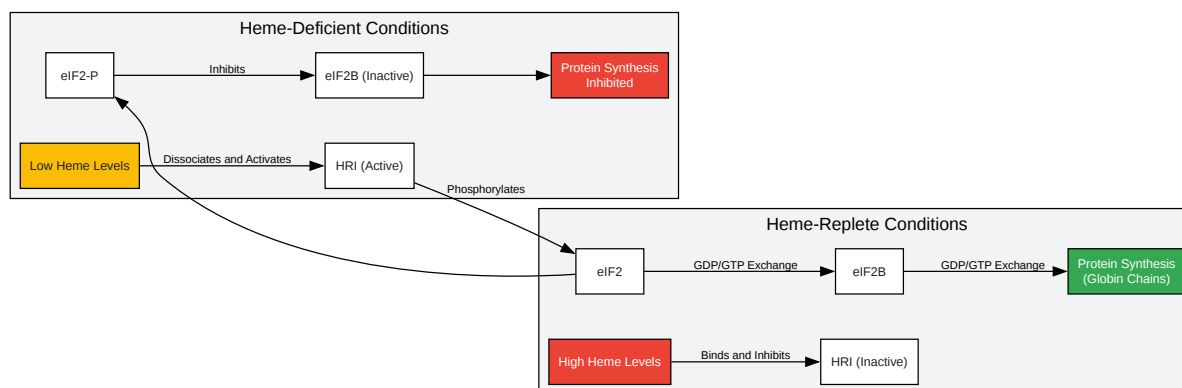 Heme-Deficient Conditions
eIF2-P
Inhibits
eIF2B (Inactive)
Protein Synthesis
Inhibited
Low Heme Levels
Dissociates and Activates
HRI (Active)
Phosphorylates
Heme-Replete Conditions
eIF2
GDP/GTP Exchange
eIF2B
GDP/GTP Exchange
Protein Synthesis
(Globin Chains)
High Heme Levels
Binds and Inhibits
HRI (Inactive)